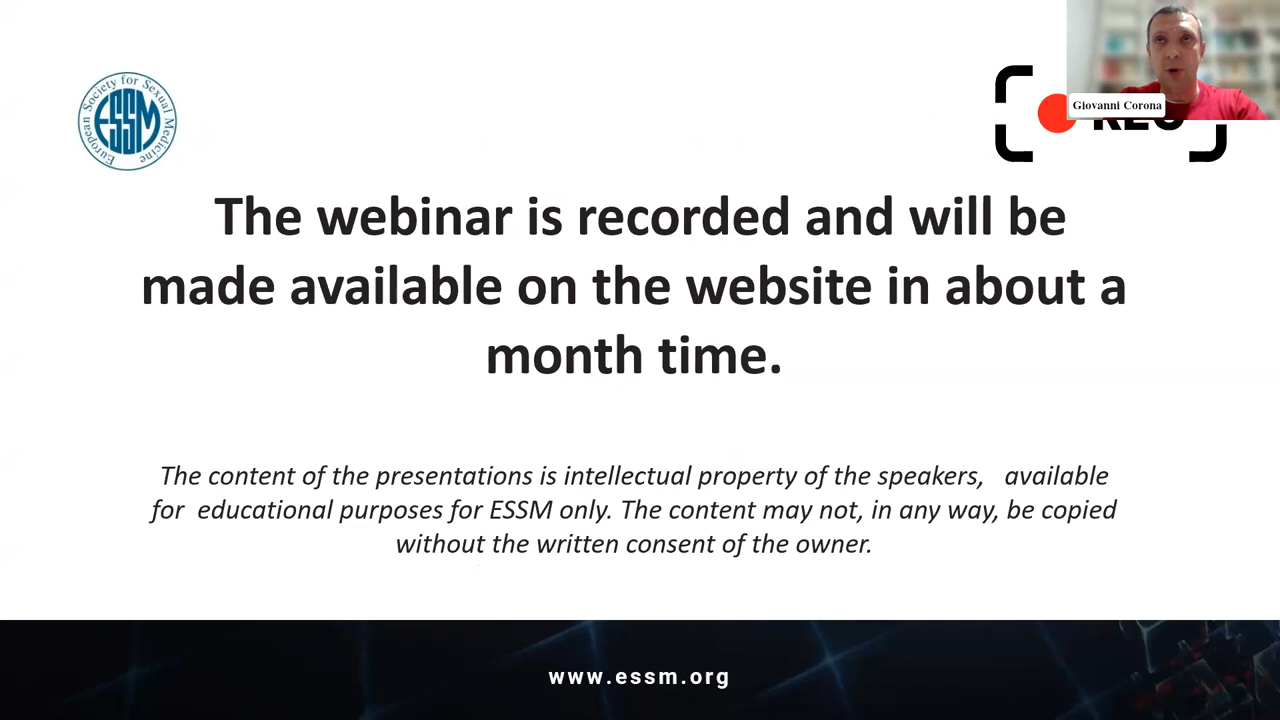 European Society for Sexual Medicine
ESSM
Giovanni Corona
The webinar is recorded and will be
made available on the website in about a
month time.
The content of the presentations is intellectual property of the speakers, available
for educational purposes for ESSM only. The content may not, in any way, be copied
without the written consent of the owner.
www.essm.org